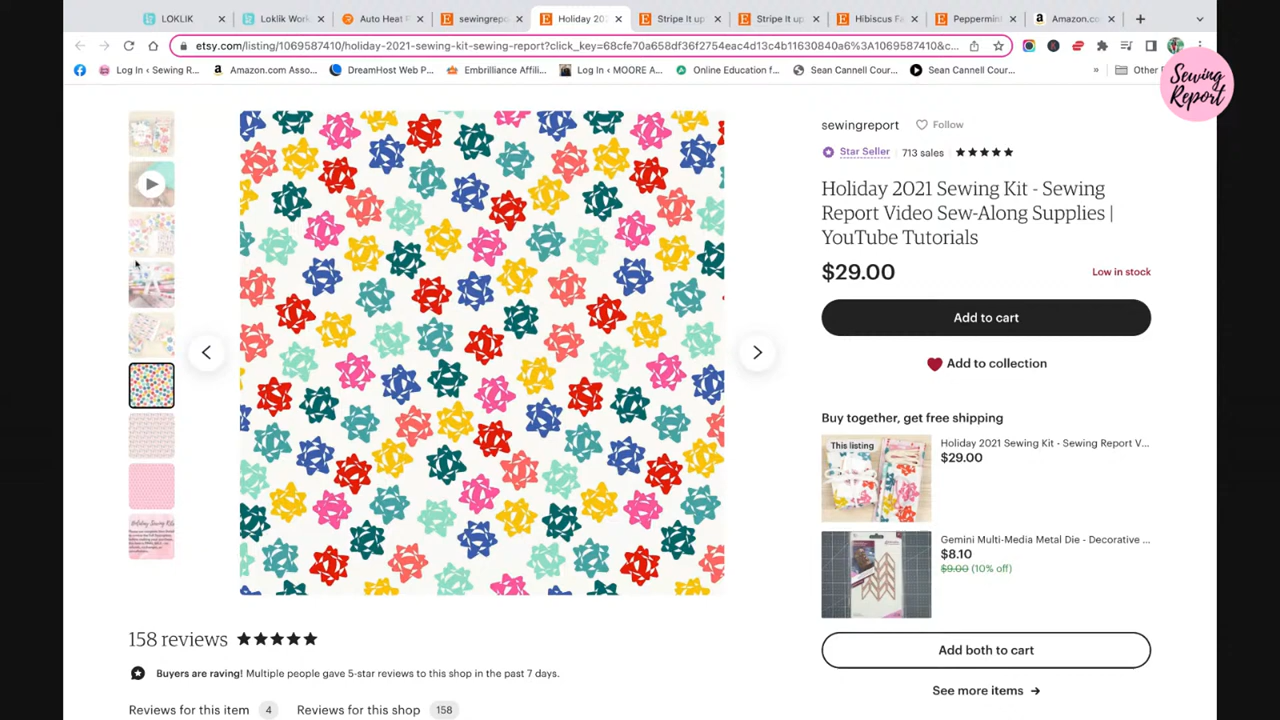 LOKLIK
Loklik Wor
Auto Heat F
sewingrepo
Holiday 202
Stripe It up
Stripe It up
Hibiscus Fa
Peppermin
Amazon.co
etsy.com/listing/1069587410/holiday-2021-sewing-kit-sewing-report?click_key=68cfe70a658df36f2754eac4d13c4b11630840a6%3A1069587410&c...
Log In ‹ Sewing R...
Amazon.com Asso...
DreamHost Web P...
Embrilliance Affili...
Log In ‹ MOORE A...
Online Education f...
Sean Cannell Cour...
Sean Cannell Cour...
»
Other
Sewing
Report
sewingreport
Follow
Star Seller
713 sales
Holiday 2021 Sewing Kit - Sewing
Report Video Sew-Along Supplies |
YouTube Tutorials
$29.00
Low in stock
Add to cart
Add to collection
Buy together, get free shipping
This listing
Holiday 2021 Sewing Kit - Sewing Report V...
$29.00
Gemini Multi-Media Metal Die - Decorative ...
$8.10
$9.00 (10% off)
Add both to cart
See more items →
Holiday Sewing Kits
158 reviews
Buyers are raving! Multiple people gave 5-star reviews to this shop in the past 7 days.
Reviews for this item 4
Reviews for this shop 158